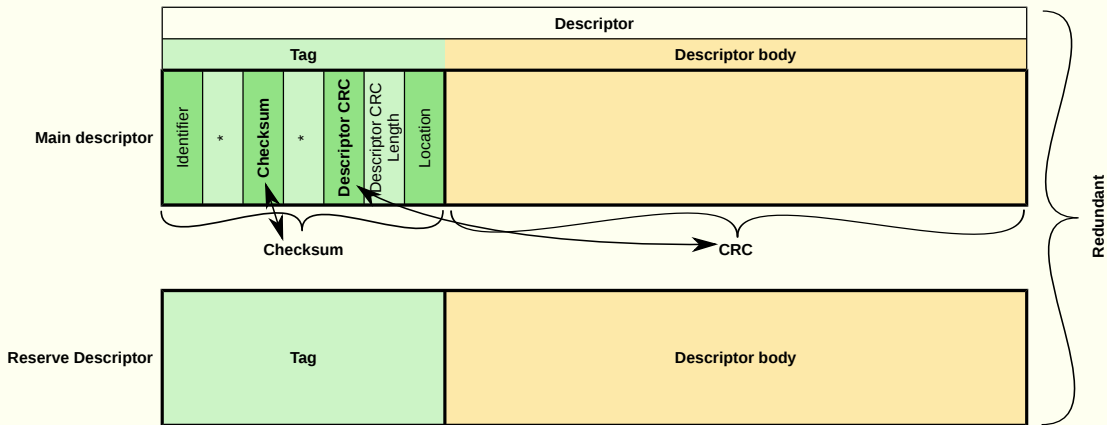 Descriptor
Tag
Descriptor body
Main descriptor
Identifier
*
Checksum
*
Descriptor CRC
Descriptor CRC
Length
Location
Redundant
Checksum
CRC
Reserve Descriptor
Tag
Descriptor body